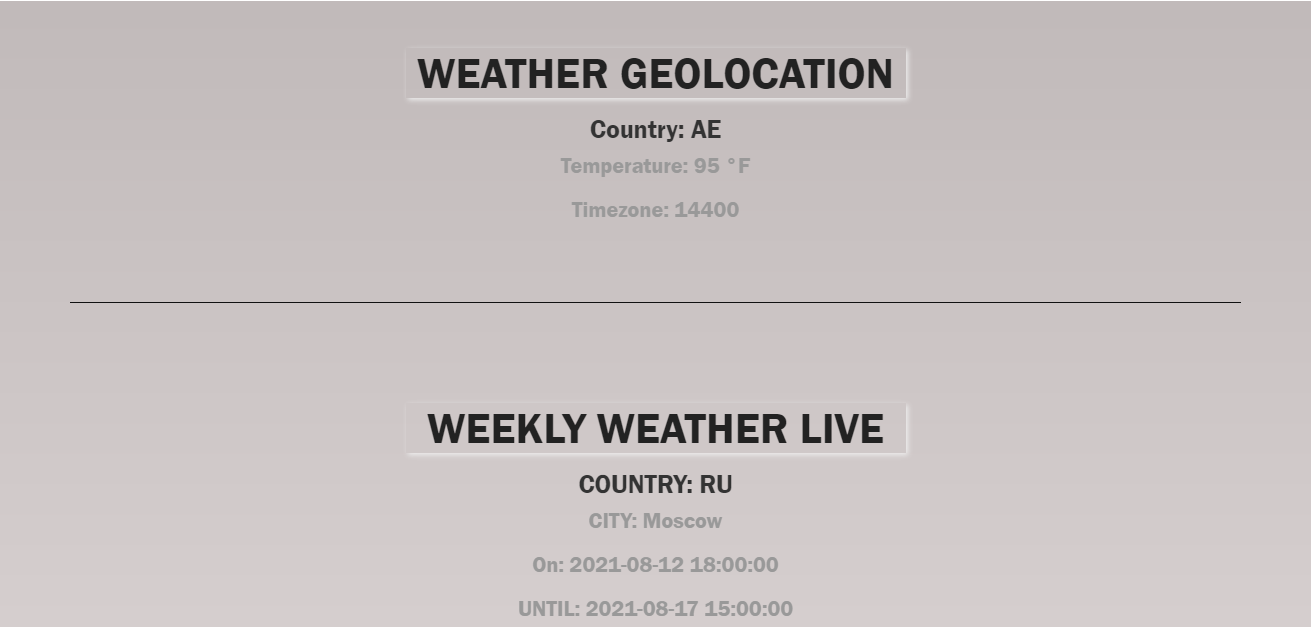 WEATHER GEOLOCATION
Country: AE
Temperature: 95 °F
Timezone: 14400
WEEKLY WEATHER LIVE
COUNTRY: RU
CITY: Moscow
On: 2021-08-12 18:00:00
UNTIL: 2021-08-17 15:00:00